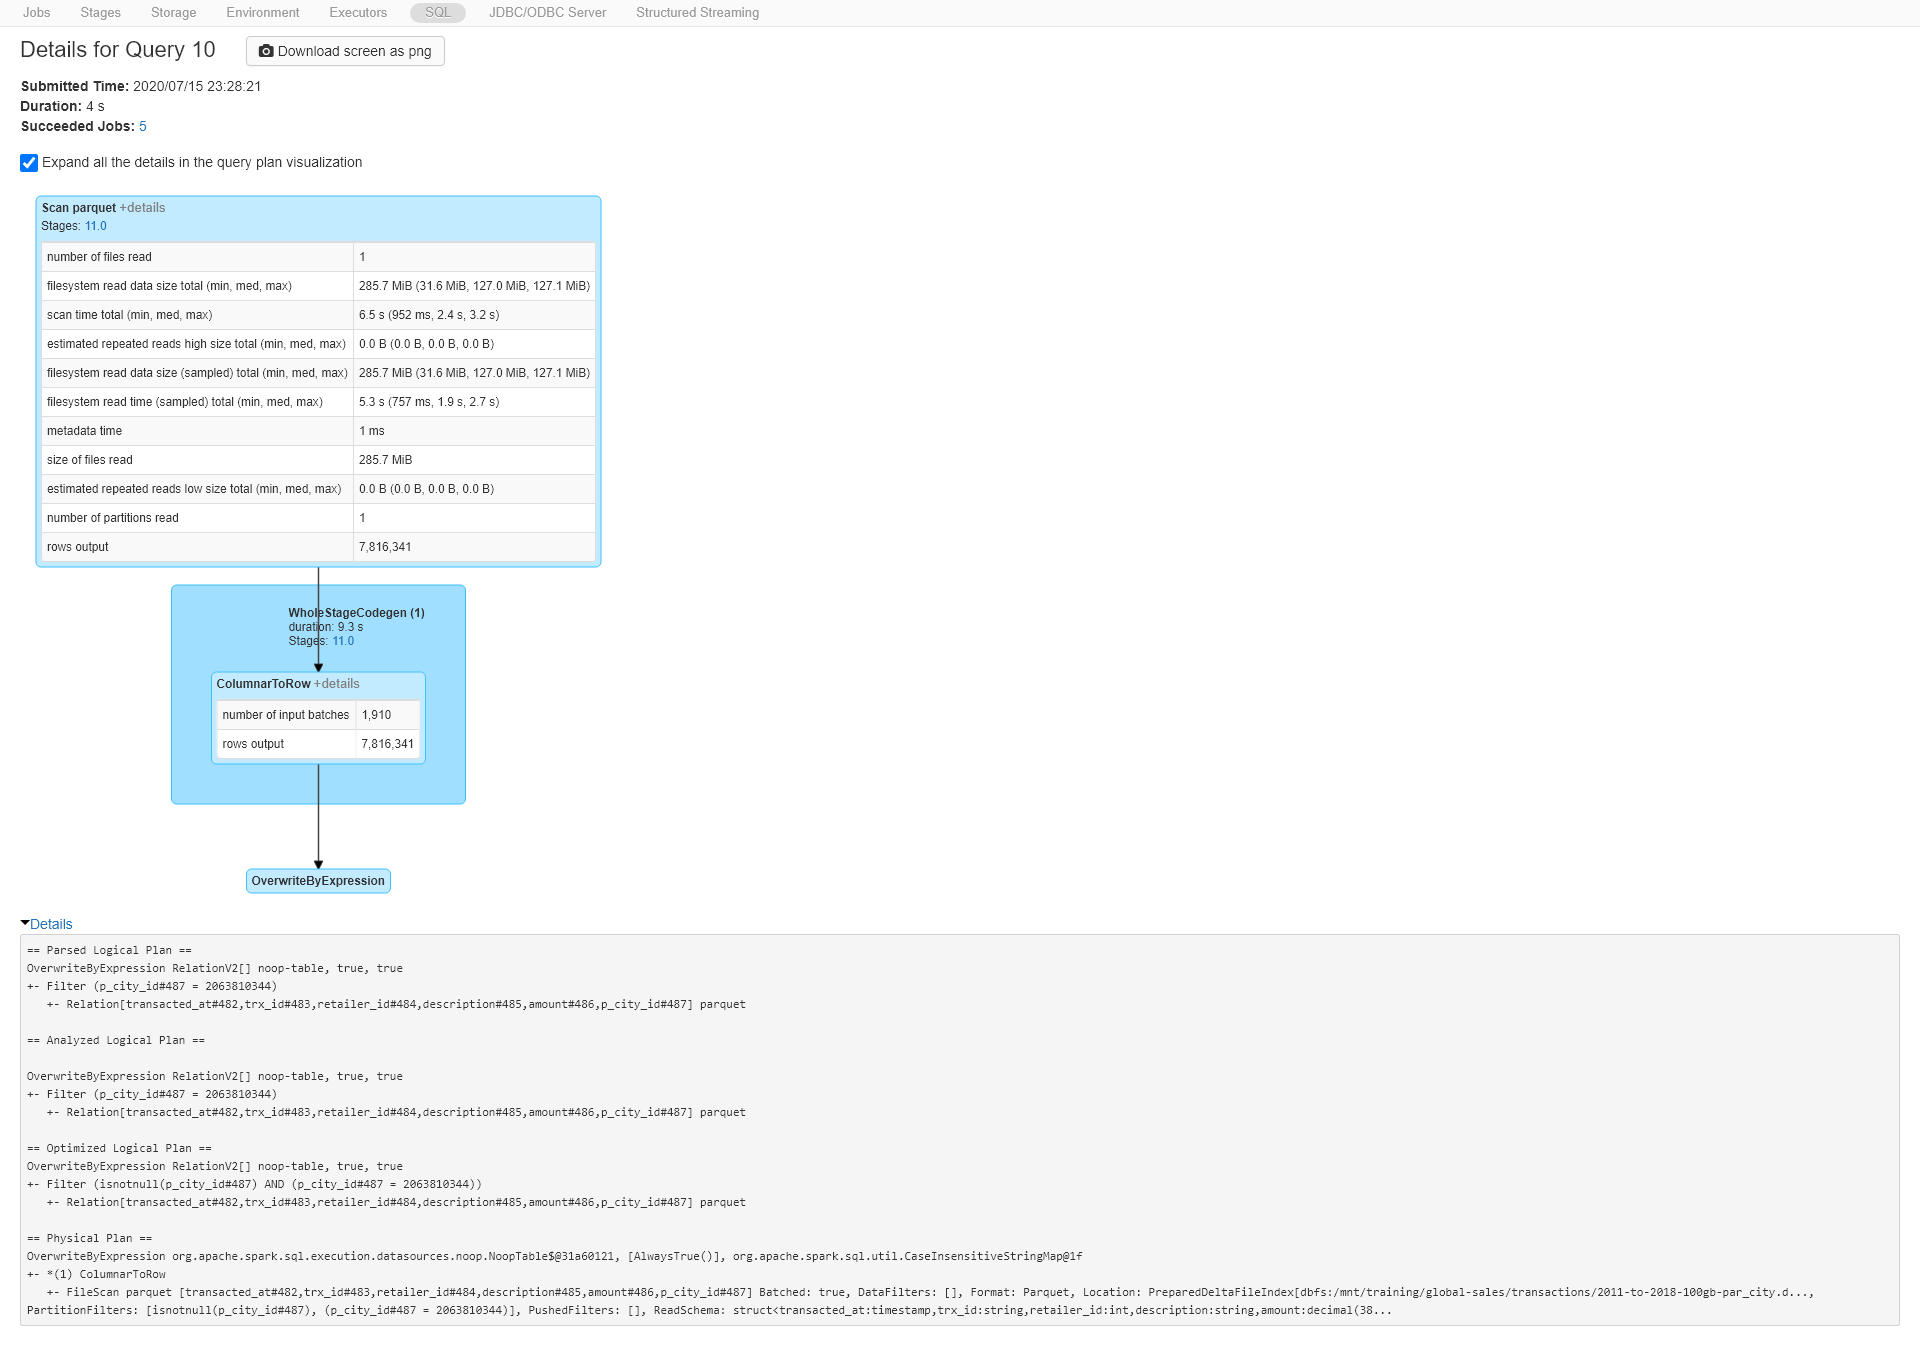 Jobs Stages Storage Environment Executors SQL JDBC/ODBC Server Structured Streaming
Details for Query 10 Download screen as png
Submitted Time: 2020/07/15 23:28:21
Duration: 4 s
Succeeded Jobs: 5
Expand all the details in the query plan visualization
Scan parquet +details
Stages: 11.0
number of files read 1
filesystem read data size total (min, med, max) 285.7 MiB (31.6 MiB, 127.0 MiB, 127.1 MiB)
scan time total (min, med, max) 6.5 s (952 ms, 2.4 s, 3.2 s)
estimated repeated reads high size total (min, med, max) 0.0 B (0.0 B, 0.0 B, 0.0 B)
filesystem read data size (sampled) total (min, med, max) 285.7 MiB (31.6 MiB, 127.0 MiB, 127.1 MiB)
filesystem read time (sampled) total (min, med, max) 5.3 s (757 ms, 1.9 s, 2.7 s)
metadata time 1 ms
size of files read 285.7 MiB
estimated repeated reads low size total (min, med, max) 0.0 B (0.0 B, 0.0 B, 0.0 B)
number of partitions read 1
rows output 7,816,341
WholeStageCodegen (1)
duration: 9.3 s
Stages: 11.0
ColumnarToRow +details
number of input batches 1,910
rows output 7,816,341
OverwriteByExpression
Details
== Parsed Logical Plan ==
OverwriteByExpression RelationV2[] noop-table, true, true
+- Filter (p_city_id#487 = 2063810344)
   +- Relation[transacted_at#482,trx_id#483,retailer_id#484,description#485,amount#486,p_city_id#487] parquet
== Analyzed Logical Plan ==
OverwriteByExpression RelationV2[] noop-table, true, true
+- Filter (p_city_id#487 = 2063810344)
   +- Relation[transacted_at#482,trx_id#483,retailer_id#484,description#485,amount#486,p_city_id#487] parquet
== Optimized Logical Plan ==
OverwriteByExpression RelationV2[] noop-table, true, true
+- Filter (isnotnull(p_city_id#487) AND (p_city_id#487 = 2063810344))
   +- Relation[transacted_at#482,trx_id#483,retailer_id#484,description#485,amount#486,p_city_id#487] parquet
== Physical Plan ==
OverwriteByExpression org.apache.spark.sql.execution.datasources.noop.NoopTable$@31a60121, [AlwaysTrue()], org.apache.spark.sql.util.CaseInsensitiveStringMap@1f
+- *(1) ColumnarToRow
   +- FileScan parquet [transacted_at#482,trx_id#483,retailer_id#484,description#485,amount#486,p_city_id#487] Batched: true, DataFilters: [], Format: Parquet, Location: PreparedDeltaFileIndex[dbfs:/mnt/training/global-sales/transactions/2011-to-2018-100gb-par_city.d...,
PartitionFilters: [isnotnull(p_city_id#487), (p_city_id#487 = 2063810344)], PushedFilters: [], ReadSchema: struct<transacted_at:timestamp,trx_id:string,retailer_id:int,description:string,amount:decimal(38...